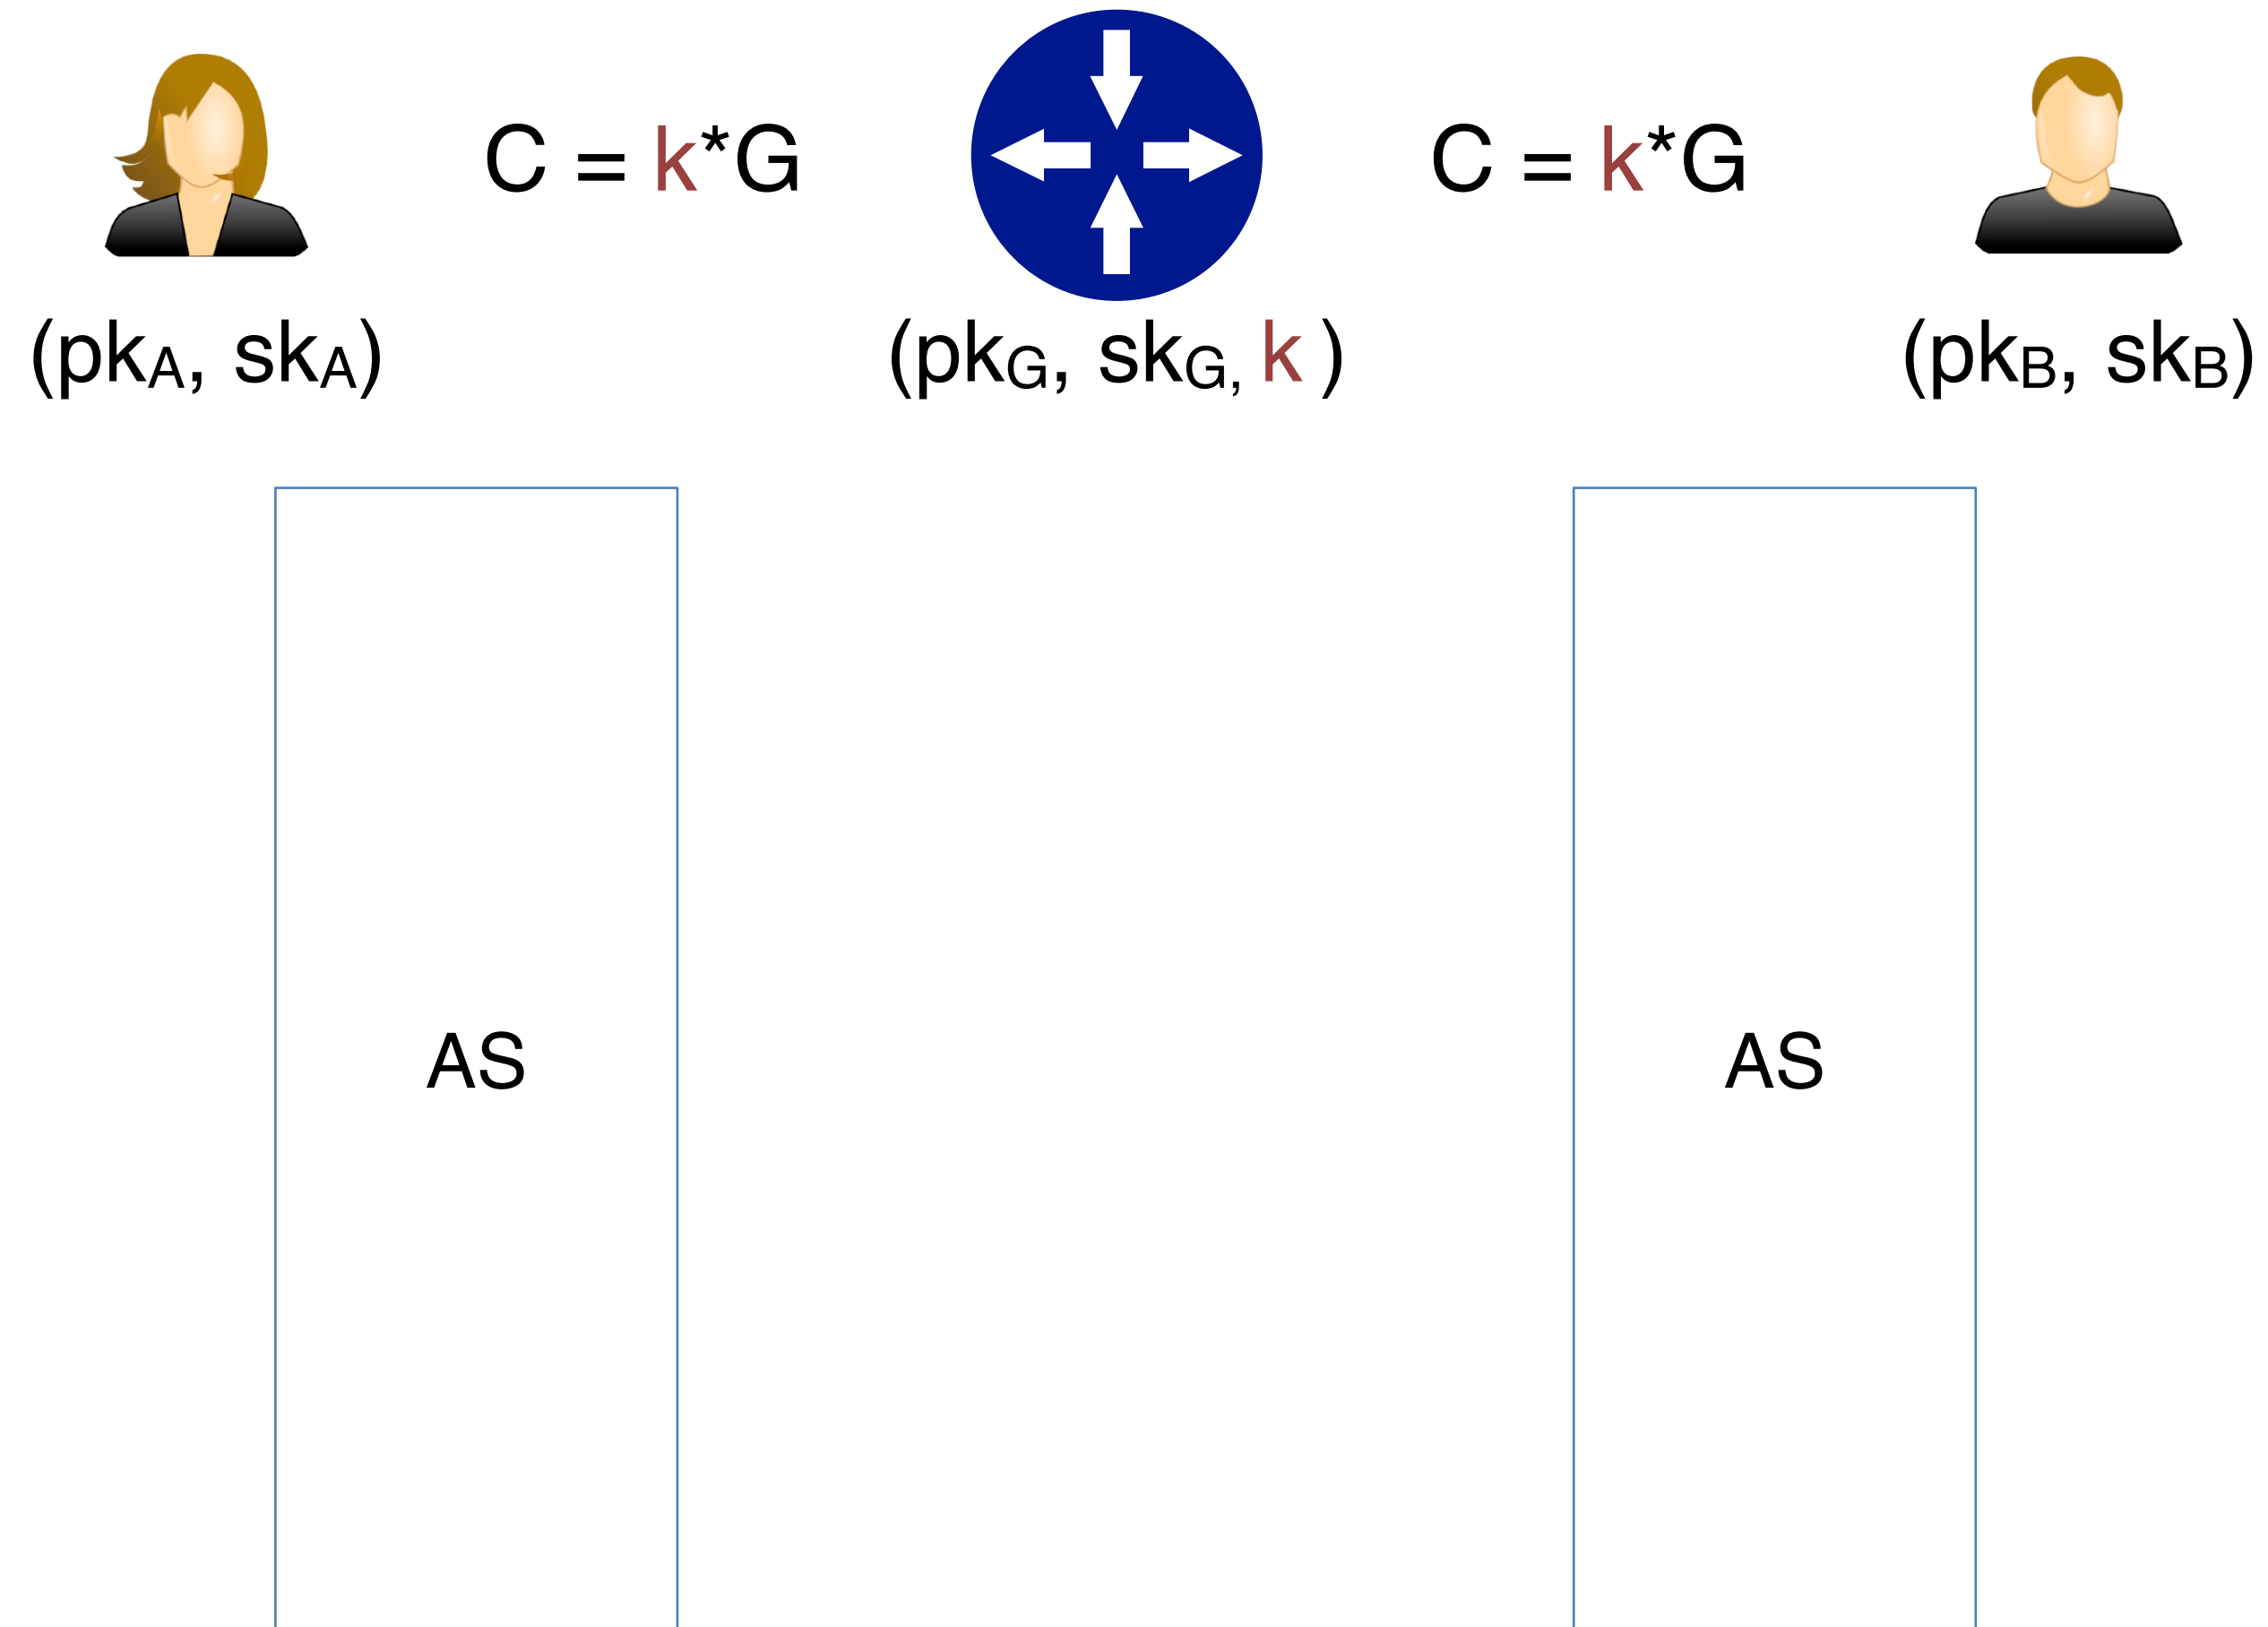 C = k*G
C = k*G
(pkA, skA)
(pkG, skG, k )
(pkB, skB)
AS
AS